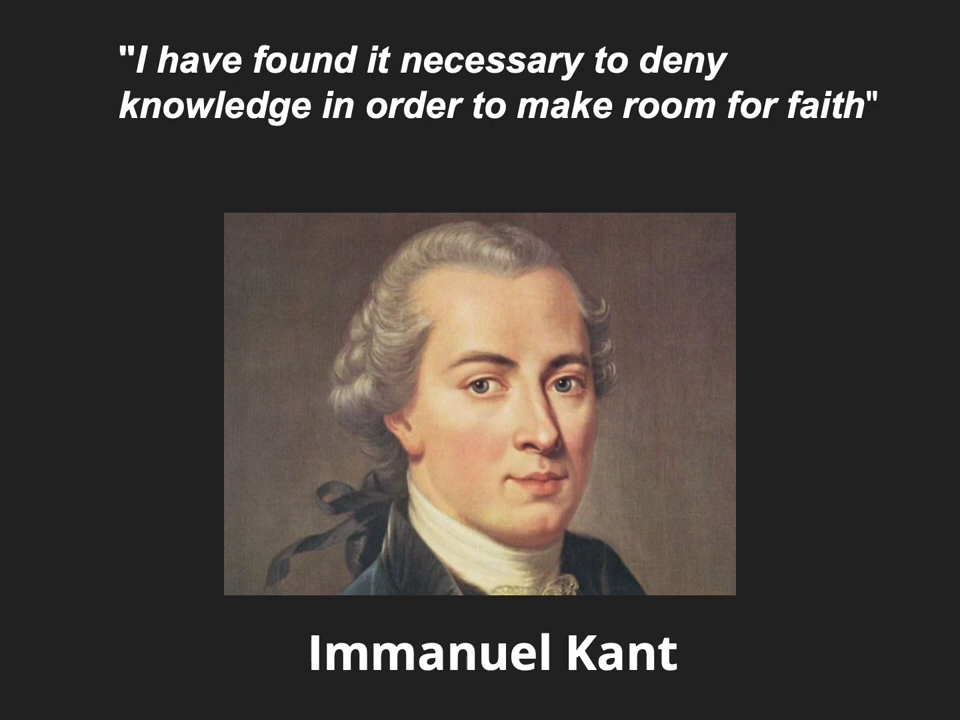 "I have found it necessary to deny
knowledge in order to make room for faith"
Immanuel Kant